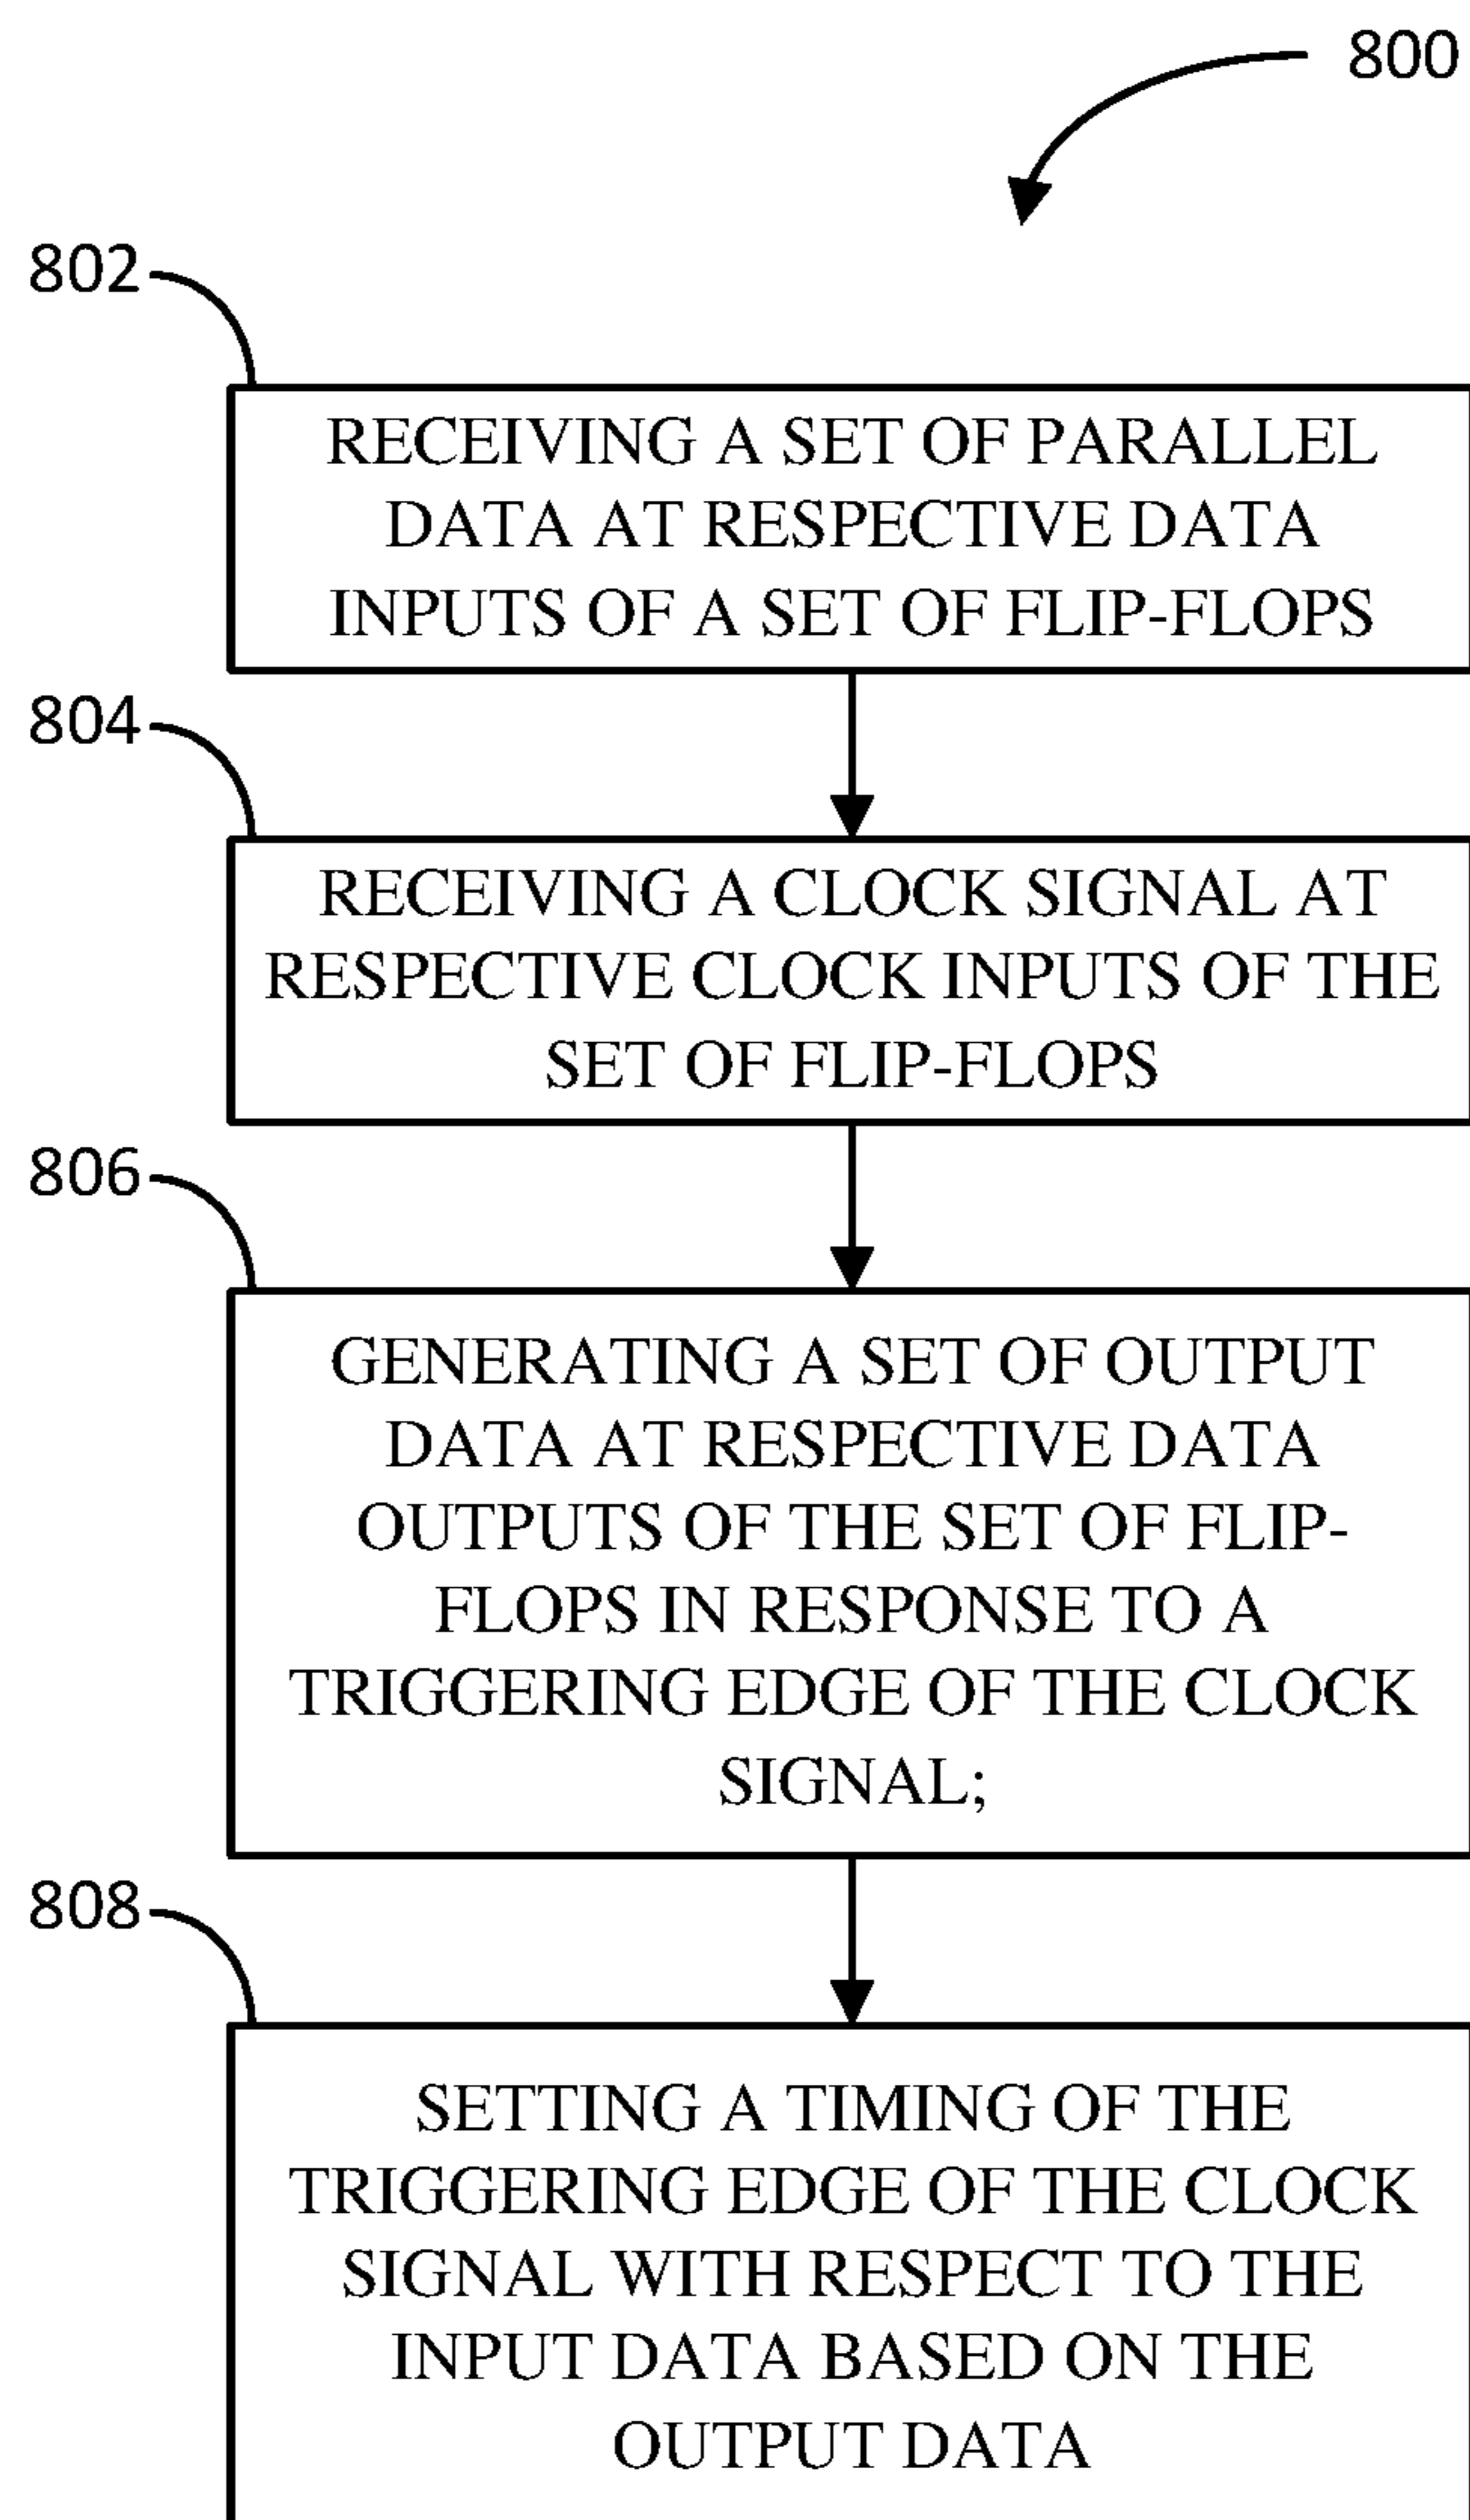 800
802
RECEIVING A SET OF PARALLEL
DATA AT RESPECTIVE DATA
INPUTS OF A SET OF FLIP-FLOPS
804
RECEIVING A CLOCK SIGNAL AT
RESPECTIVE CLOCK INPUTS OF THE
SET OF FLIP-FLOPS
806
GENERATING A SET OF OUTPUT
DATA AT RESPECTIVE DATA
OUTPUTS OF THE SET OF FLIP-
FLOPS IN RESPONSE TO A
TRIGGERING EDGE OF THE CLOCK
SIGNAL;
808
SETTING A TIMING OF THE
TRIGGERING EDGE OF THE CLOCK
SIGNAL WITH RESPECT TO THE
INPUT DATA BASED ON THE
OUTPUT DATA